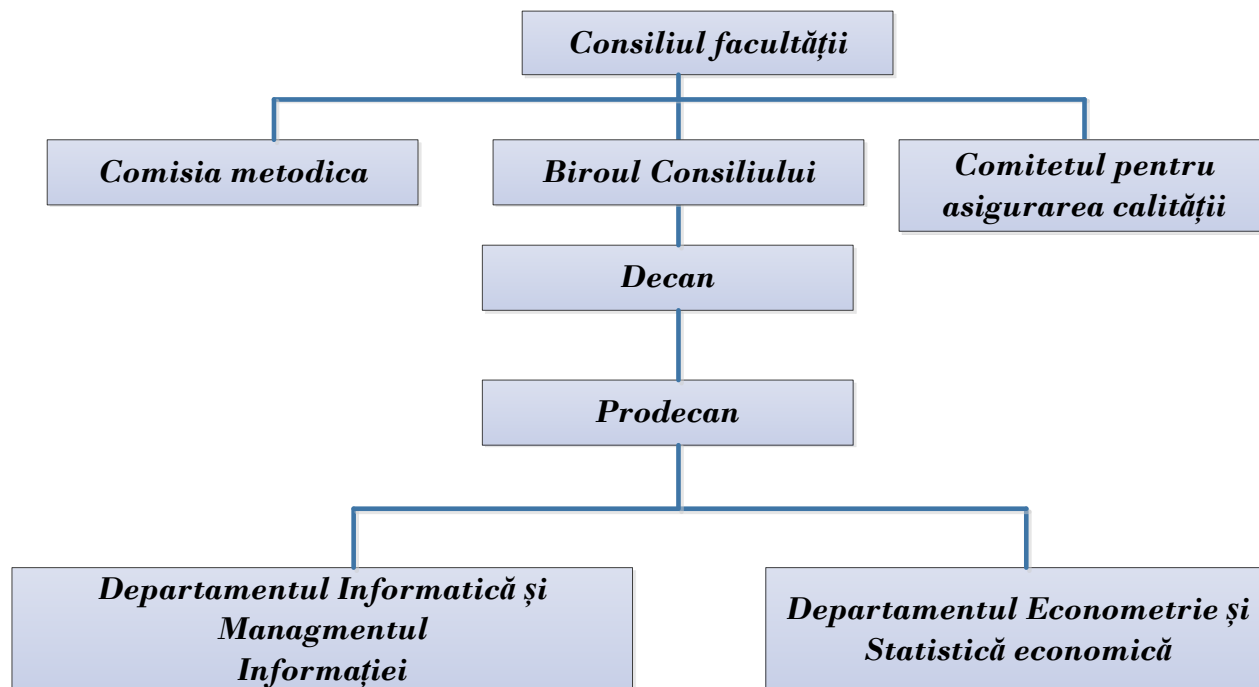 Consiliul facultății
Comisia metodica
Biroul Consiliului
Comitetul pentru
asigurarea calității
Decan
Prodecan
Departamentul Informatică și
Managmentul
Informației
Departamentul Econometrie și
Statistică economică